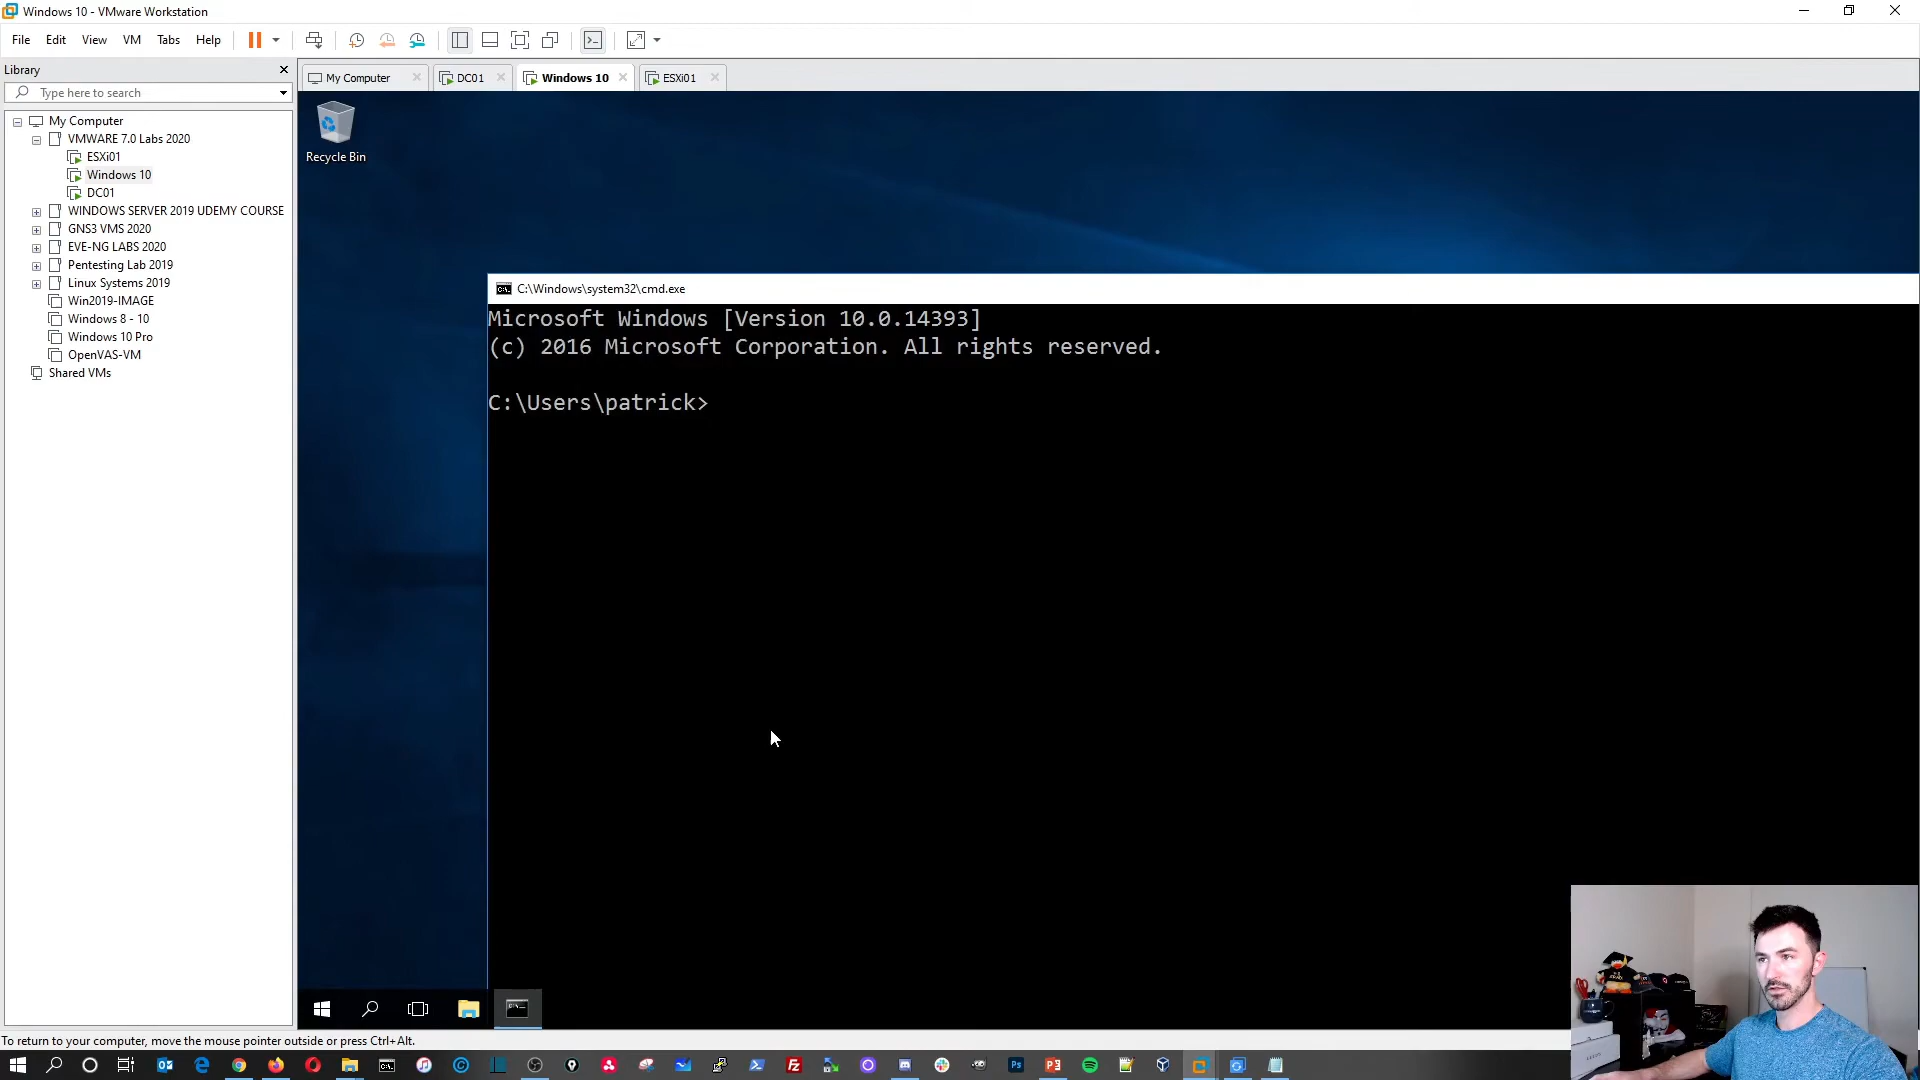 Windows 10 - VMware Workstation
File Edit View VM Tabs Help
Library
Type here to search
My Computer
VMWARE 7.0 Labs 2020
ESXi01
Windows 10
DC01
WINDOWS SERVER 2019 UDEMY COURSE
GNS3 VMS 2020
EVE-NG LABS 2020
Pentesting Lab 2019
Linux Systems 2019
Win2019-IMAGE
Windows 8 - 10
Windows 10 Pro
OpenVAS-VM
Shared VMs
My Computer DC01 Windows 10 ESXi01
Recycle Bin
C:\Windows\system32\cmd.exe
Microsoft Windows [Version 10.0.14393]
(c) 2016 Microsoft Corporation. All rights reserved.
C:\Users\patrick>
To return to your computer, move the mouse pointer outside or press Ctrl+Alt.